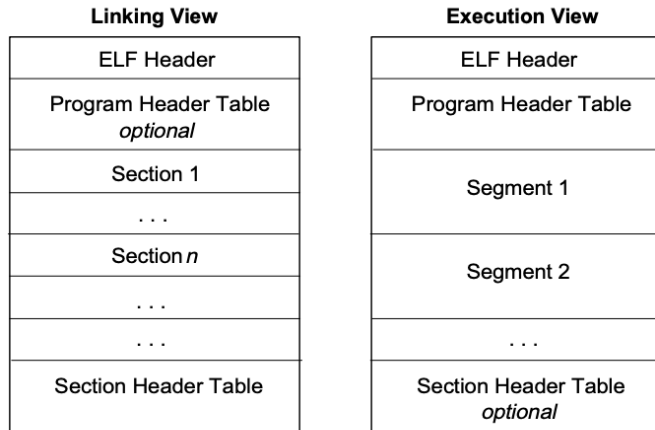 Linking View
ELF Header
Program Header Table
optional
Section 1
. . .
Section n
. . .
. . .
Section Header Table
Execution View
ELF Header
Program Header Table
Segment 1
Segment 2
. . .
Section Header Table
optional